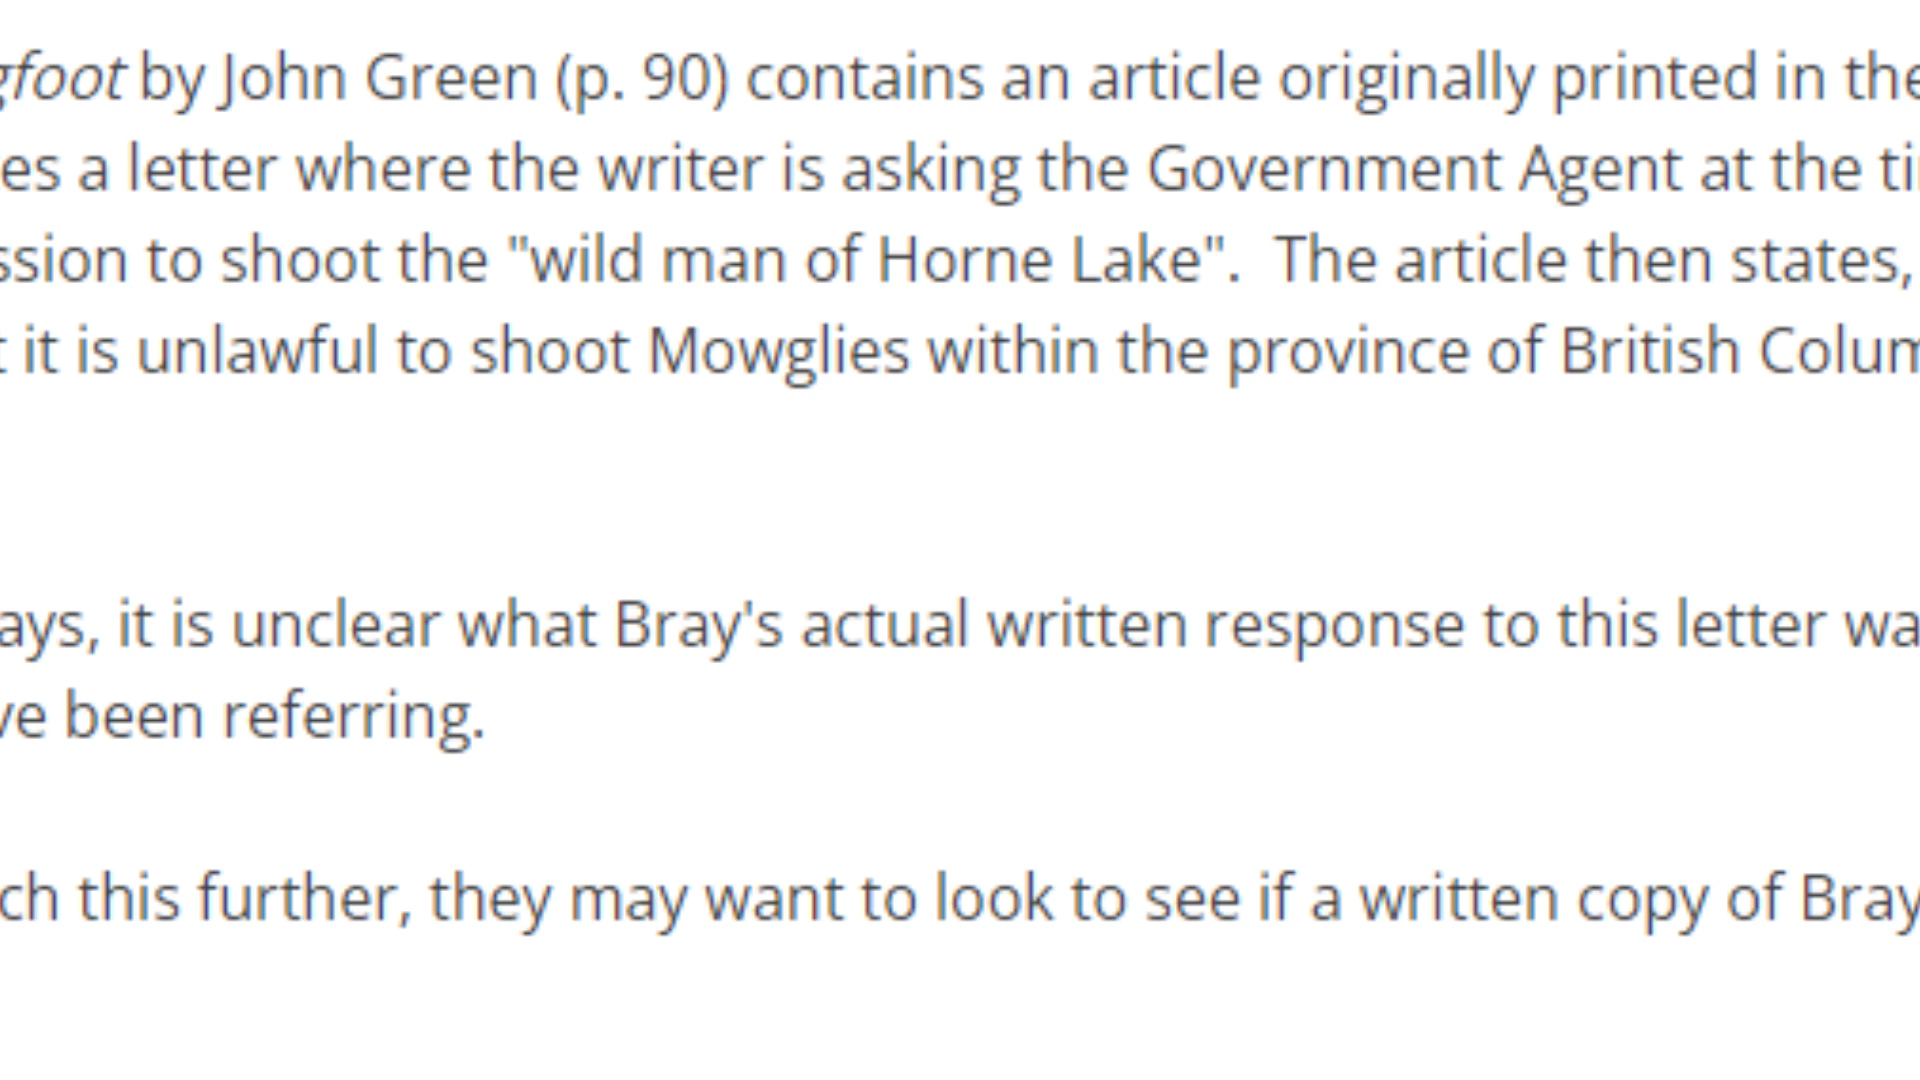 gfoot by John Green (p. 90) contains an article originally printed in the
es a letter where the writer is asking the Government Agent at the ti
ssion to shoot the "wild man of Horne Lake".  The article then states,
t it is unlawful to shoot Mowglies within the province of British Colum
ays, it is unclear what Bray's actual written response to this letter wa
ve been referring.
ch this further, they may want to look to see if a written copy of Bray